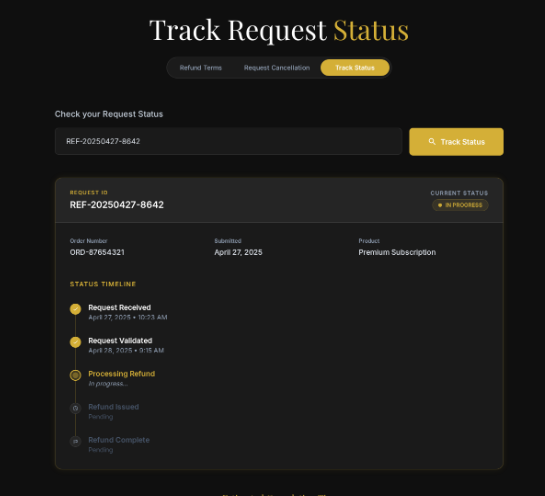 Track Request Status
Refund Terms
Request Cancellation
Track Status
Check your Request Status
REF-20250427-8642
Track Status
REQUEST ID
CURRENT STATUS
REF-20250427-8642
IN PROGRESS
Order Number
Submitted
Product
ORD-87654321
April 27, 2025
Premium Subscription
STATUS TIMELINE
Request Received
April 27, 2025 • 10:23 AM
Request Validated
April 28, 2025 • 9:15 AM
Processing Refund
In progress...
Refund Issued
Pending
Refund Complete
Pending